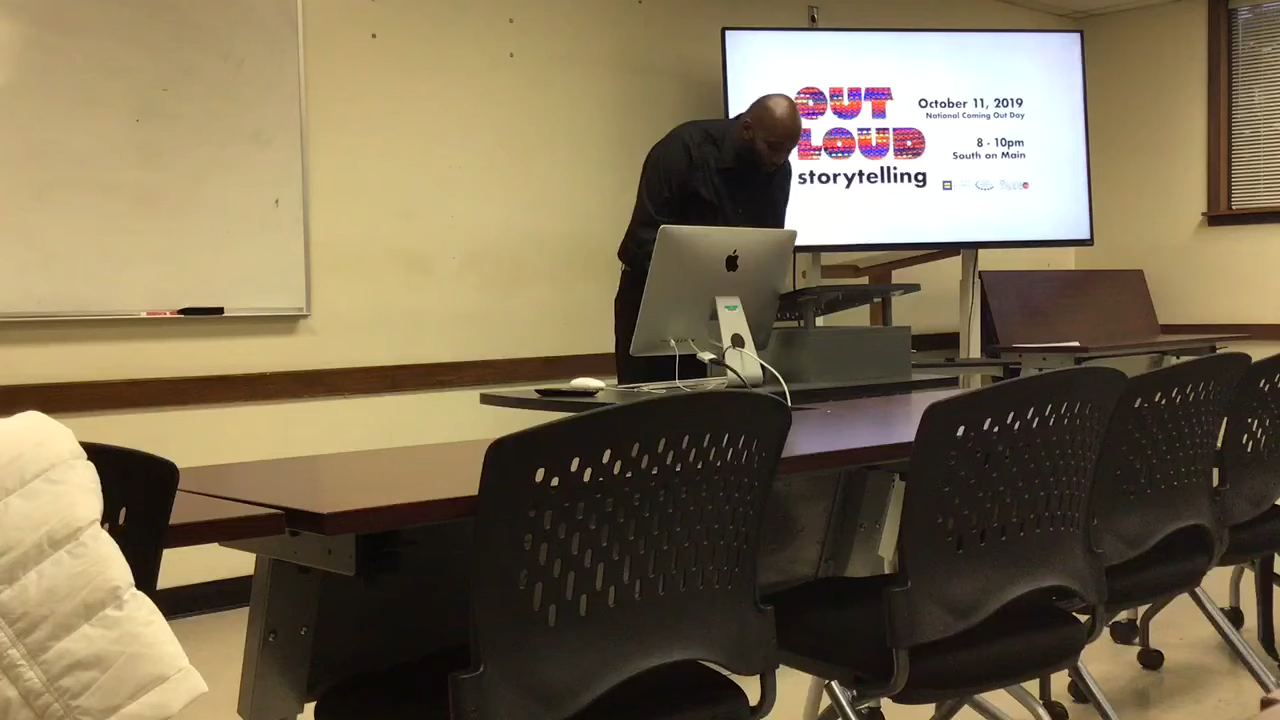 OUT
LOUD
storytelling
October 11, 2019
National Coming Out Day
8 - 10pm
South on Main